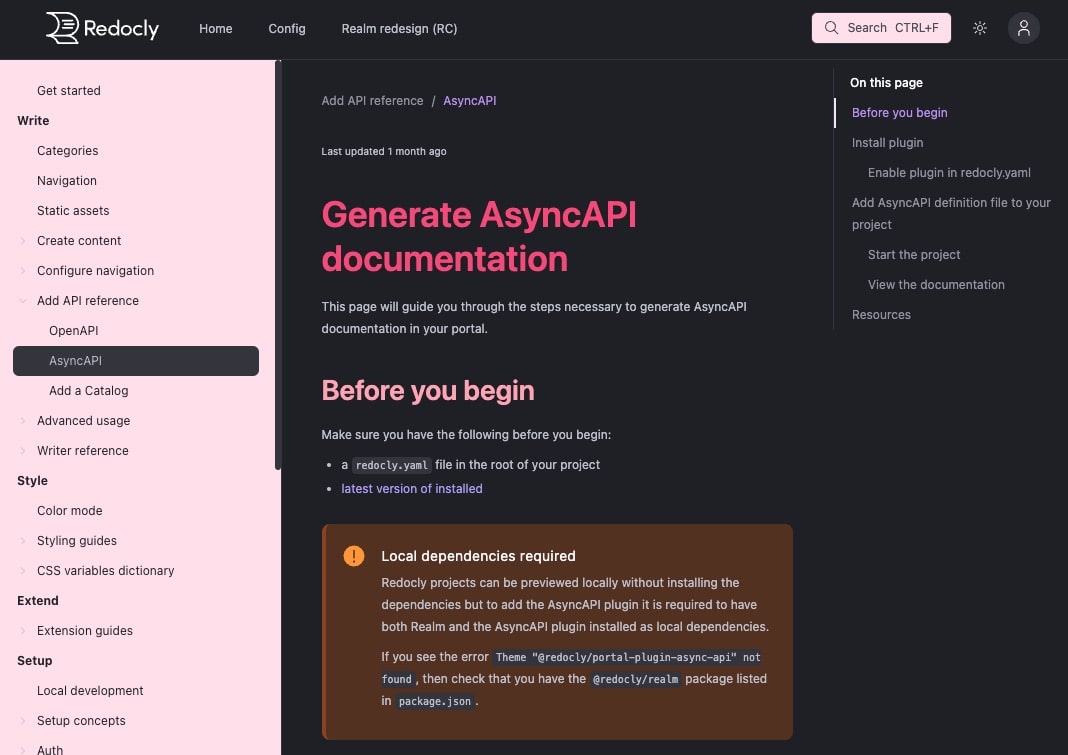 Redocly
Home
Config
Realm redesign (RC)
Search CTRL+F
Get started
Write
Categories
Navigation
Static assets
Create content
Configure navigation
Add API reference
OpenAPI
AsyncAPI
Add a Catalog
Advanced usage
Writer reference
Style
Color mode
Styling guides
CSS variables dictionary
Extend
Extension guides
Setup
Local development
Setup concepts
Auth
Add API reference / AsyncAPI
Last updated 1 month ago
Generate AsyncAPI
documentation
This page will guide you through the steps necessary to generate AsyncAPI
documentation in your portal.
Before you begin
Make sure you have the following before you begin:
• a redocly.yaml file in the root of your project
• latest version of installed
Local dependencies required
Redocly projects can be previewed locally without installing the
dependencies but to add the AsyncAPI plugin it is required to have
both Realm and the AsyncAPI plugin installed as local dependencies.
If you see the error Theme "@redocly/portal-plugin-async-api" not
found, then check that you have the @redocly/realm package listed
in package.json.
On this page
Before you begin
Install plugin
Enable plugin in redocly.yaml
Add AsyncAPI definition file to your
project
Start the project
View the documentation
Resources